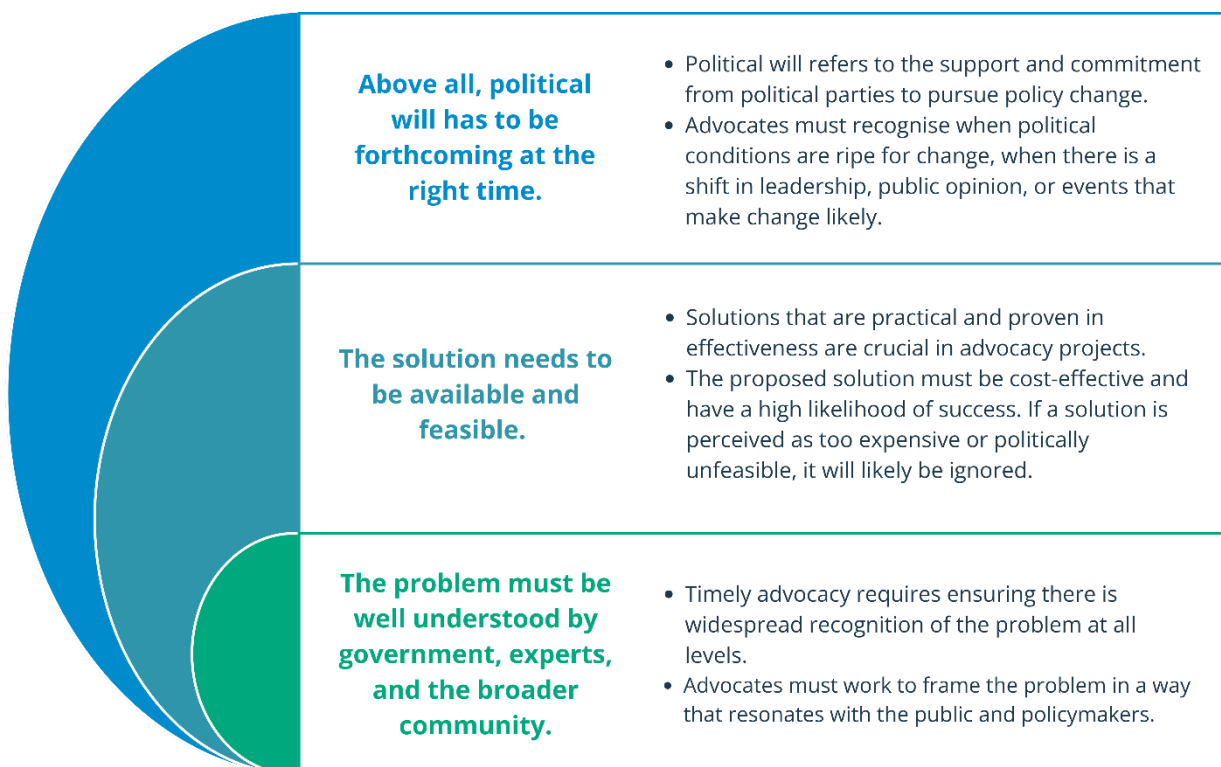 Above all, political
will has to be
forthcoming at the
right time.
• Political will refers to the support and commitment
from political parties to pursue policy change.
• Advocates must recognise when political
conditions are ripe for change, when there is a
shift in leadership, public opinion, or events that
make change likely.
The solution needs to
be available and
feasible.
• Solutions that are practical and proven in
effectiveness are crucial in advocacy projects.
• The proposed solution must be cost-effective and
have a high likelihood of success. If a solution is
perceived as too expensive or politically
unfeasible, it will likely be ignored.
The problem must be
well understood by
government, experts,
and the broader
community.
• Timely advocacy requires ensuring there is
widespread recognition of the problem at all
levels.
• Advocates must work to frame the problem in a way
that resonates with the public and policymakers.